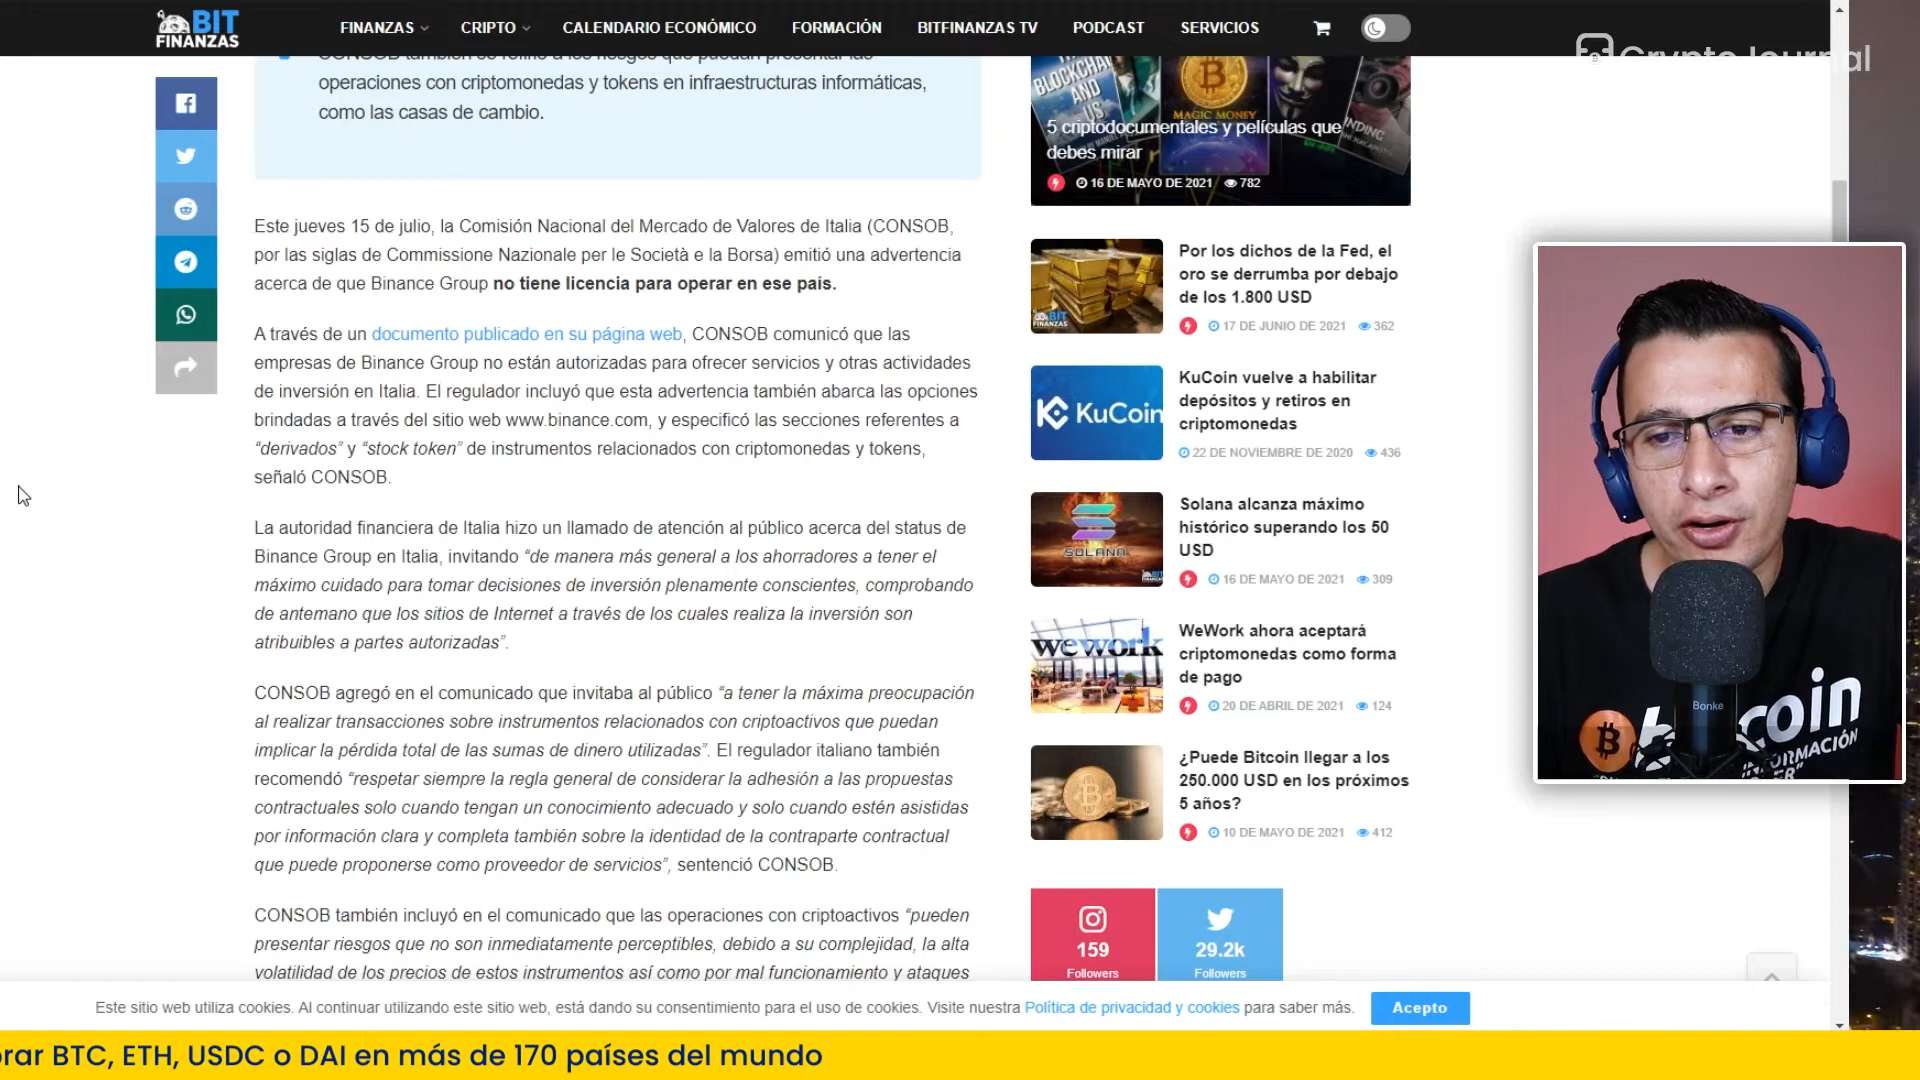 BIT
FINANZAS
FINANZAS
CRIPTO
CALENDARIO ECONÓMICO
FORMACIÓN
BITFINANZAS TV
PODCAST
SERVICIOS
Crypto Journal
operaciones con criptomonedas y tokens en infraestructuras informáticas,
como las casas de cambio.
Este jueves 15 de julio, la Comisión Nacional del Mercado de Valores de Italia (CONSOB,
por las siglas de Commissione Nazionale per le Società e la Borsa) emitió una advertencia
acerca de que Binance Group no tiene licencia para operar en ese país.
A través de un documento publicado en su página web, CONSOB comunicó que las
empresas de Binance Group no están autorizadas para ofrecer servicios y otras actividades
de inversión en Italia. El regulador incluyó que esta advertencia también abarca las opciones
brindadas a través del sitio web www.binance.com, y especificó las secciones referentes a
“derivados” y “stock token” de instrumentos relacionados con criptomonedas y tokens,
señaló CONSOB.
La autoridad financiera de Italia hizo un llamado de atención al público acerca del status de
Binance Group en Italia, invitando “de manera más general a los ahorradores a tener el
máximo cuidado para tomar decisiones de inversión plenamente conscientes, comprobando
de antemano que los sitios de Internet a través de los cuales realiza la inversión son
atribuibles a partes autorizadas”.
CONSOB agregó en el comunicado que invitaba al público “a tener la máxima preocupación
al realizar transacciones sobre instrumentos relacionados con criptoactivos que puedan
implicar la pérdida total de las sumas de dinero utilizadas”. El regulador italiano también
recomendó “respetar siempre la regla general de considerar la adhesión a las propuestas
contractuales solo cuando tengan un conocimiento adecuado y solo cuando estén asistidas
por información clara y completa también sobre la identidad de la contraparte contractual
que puede proponerse como proveedor de servicios”, sentenció CONSOB.
CONSOB también incluyó en el comunicado que las operaciones con criptoactivos “pueden
presentar riesgos que no son inmediatamente perceptibles, debido a su complejidad, la alta
volatilidad de los precios de estos instrumentos así como por mal funcionamiento y ataques
BLOCKCHAIN
AND
US
MAGIC MONEY
5 criptodocumentales y películas que
debes mirar
16 DE MAYO DE 2021 782
Por los dichos de la Fed, el
oro se derrumba por debajo
de los 1.800 USD
17 DE JUNIO DE 2021 362
KuCoin
KuCoin vuelve a habilitar
depósitos y retiros en
criptomonedas
22 DE NOVIEMBRE DE 2020 436
SOLANA
Solana alcanza máximo
histórico superando los 50
USD
16 DE MAYO DE 2021 309
wework
WeWork ahora aceptará
criptomonedas como forma
de pago
20 DE ABRIL DE 2021 124
¿Puede Bitcoin llegar a los
250.000 USD en los próximos
5 años?
10 DE MAYO DE 2021 412
159
Followers
29.2k
Followers
Bonke
Este sitio web utiliza cookies. Al continuar utilizando este sitio web, está dando su consentimiento para el uso de cookies. Visite nuestra Política de privacidad y cookies para saber más.
Acepto
rar BTC, ETH, USDC o DAI en más de 170 países del mundo